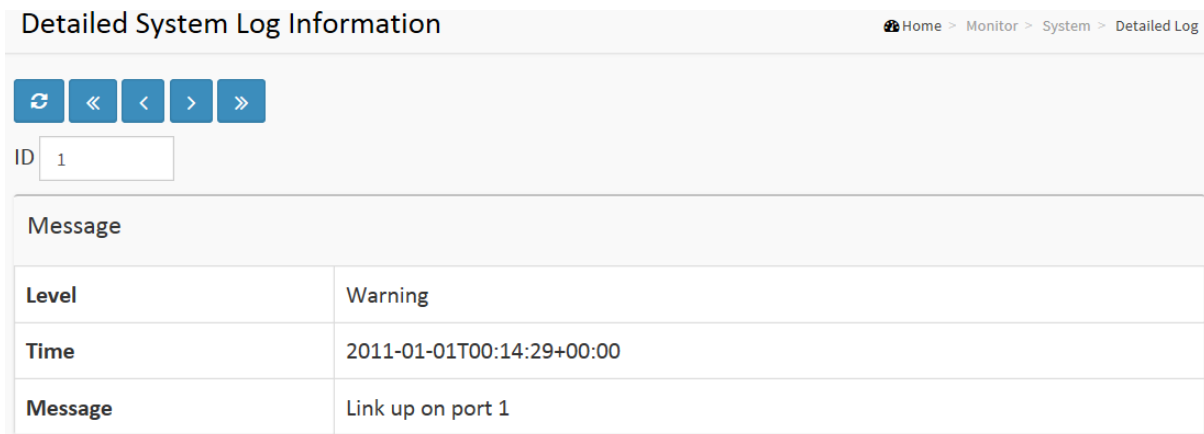 Detailed System Log Information
Home > Monitor > System > Detailed Log
ID 1
Message
Level Warning
Time 2011-01-01T00:14:29+00:00
Message Link up on port 1